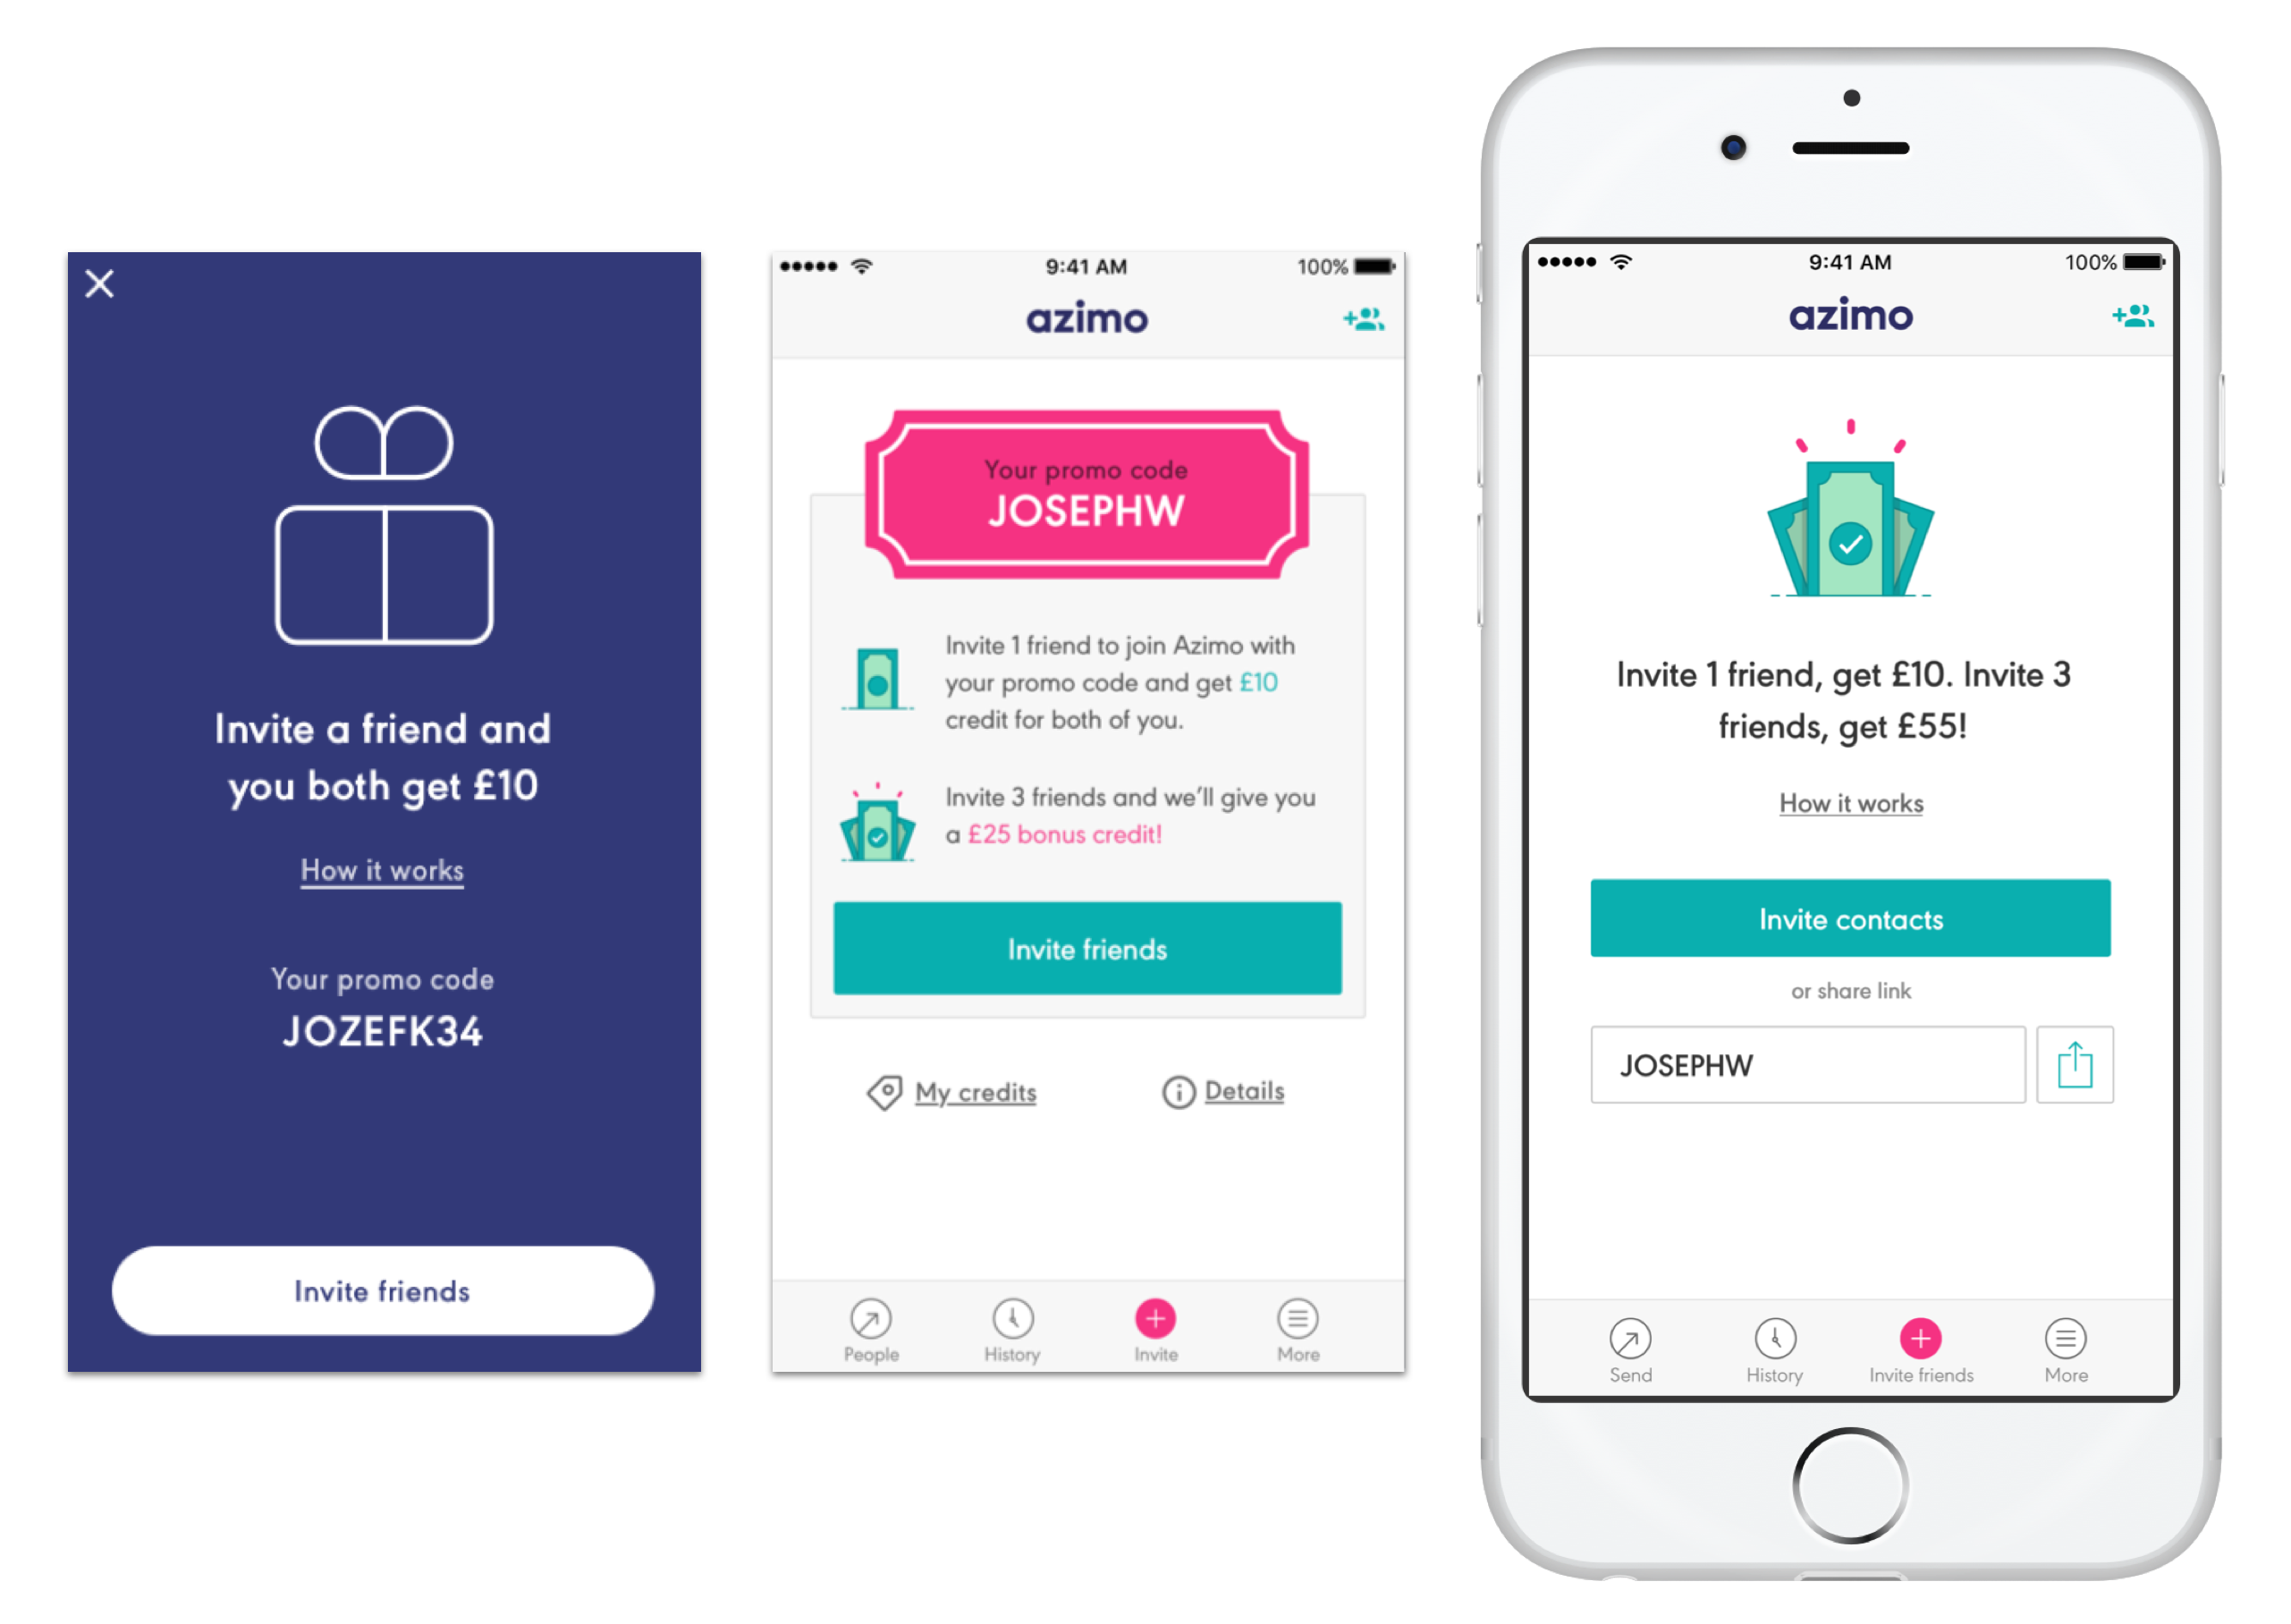 Invite a friend and
you both get £10
How it works
Your promo code
JOZEFK34
Invite friends
9:41 AM
100%
azimo
Your promo code
JOSEPHW
Invite 1 friend to join Azimo with
your promo code and get £10
credit for both of you.
Invite 3 friends and we'll give you
a £25 bonus credit!
Invite friends
My credits
Details
People
History
Invite
More
9:41 AM
100%
azimo
Invite 1 friend, get £10. Invite 3
friends, get £55!
How it works
Invite contacts
or share link
JOSEPHW
Send
History
Invite friends
More